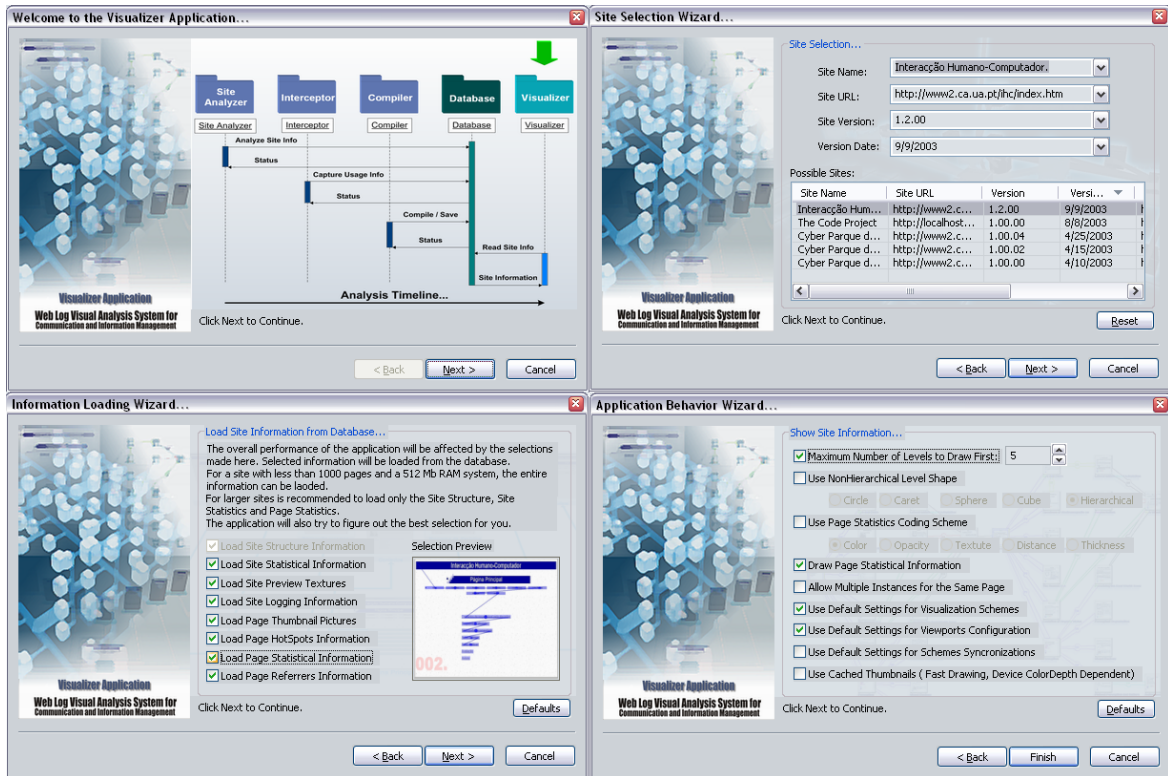 Welcome to the Visualizer Application...
Site Analyzer
Interceptor
Compiler
Database
Visualizer
Site Analyzer
Interceptor
Compiler
Database
Visualizer
Analyze Site Info
Status
Capture Usage Info
Status
Compile / Save
Status
Read Site Info
Site Information
Analysis Timeline...
Visualizer Application
Web Log Visual Analysis System for
Communication and Information Management
Click Next to Continue.
< Back
Next >
Cancel
Site Selection Wizard...
Site Selection...
Site Name: Interacção Humano-Computador.
Site URL: http://www2.ca.ua.pt/ihc/index.htm
Site Version: 1.2.00
Version Date: 9/9/2003
Possible Sites:
Site Name Site URL Version Versi...
Interacção Hum... http://www2.c... 1.2.00 9/9/2003
The Code Project http://localhost... 1.00.00 8/8/2003
Cyber Parque d... http://www2.c... 1.00.04 4/25/2003
Cyber Parque d... http://www2.c... 1.00.02 4/15/2003
Cyber Parque d... http://www2.c... 1.00.00 4/10/2003
Visualizer Application
Web Log Visual Analysis System for
Communication and Information Management
Click Next to Continue.
Reset
< Back
Next >
Cancel
Information Loading Wizard...
Load Site Information from Database...
The overall performance of the application will be affected by the selections
made here. Selected information will be loaded from the database.
For a site with less than 1000 pages and a 512 Mb RAM system, the entire
information can be laoded.
For larger sites is recommended to load only the Site Structure, Site
Statistics and Page Statistics.
The application will also try to figure out the best selection for you.
Load Site Structure Information
Load Site Statistical Information
Load Site Preview Textures
Load Site Logging Information
Load Page Thumbnail Pictures
Load Page HotSpots Information
Load Page Statistical Information
Load Page Referrers Information
Selection Preview
Interacção Humano-Computador
Página Principal
002.
Visualizer Application
Web Log Visual Analysis System for
Communication and Information Management
Click Next to Continue.
Defaults
< Back
Next >
Cancel
Application Behavior Wizard...
Show Site Information...
Maximum Number of Levels to Draw First: 5
Use NonHierarchical Level Shape
Circle Caret Sphere Cube Hierarchical
Use Page Statistics Coding Scheme
Color Opacity Textute Distance Thickness
Draw Page Statistical Information
Allow Multiple Instances for the Same Page
Use Default Settings for Visualization Schemes
Use Default Settings for Viewports Configuration
Use Default Settings for Schemes Syncronizations
Use Cached Thumbnails ( Fast Drawing, Device ColorDepth Dependent)
Visualizer Application
Web Log Visual Analysis System for
Communication and Information Management
Click Next to Continue.
Defaults
< Back
Finish
Cancel